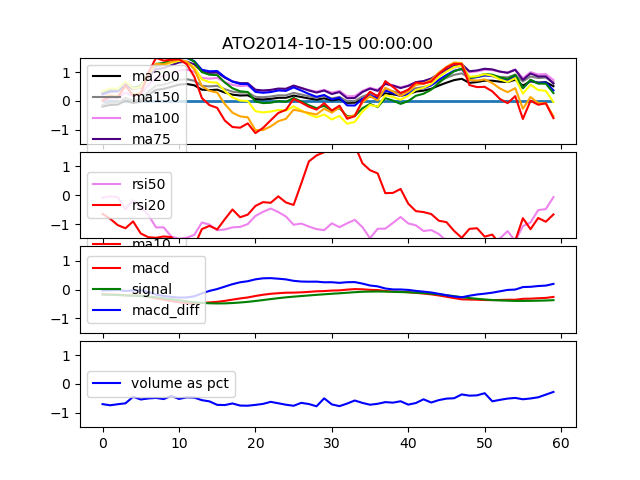 ATO2014-10-15 00:00:00
1
0
−1
ma200
ma150
ma100
ma75
1
0
−1
rsi50
rsi20
ma10
1
0
−1
macd
signal
macd_diff
1
0
−1
volume as pct
0
10
20
30
40
50
60